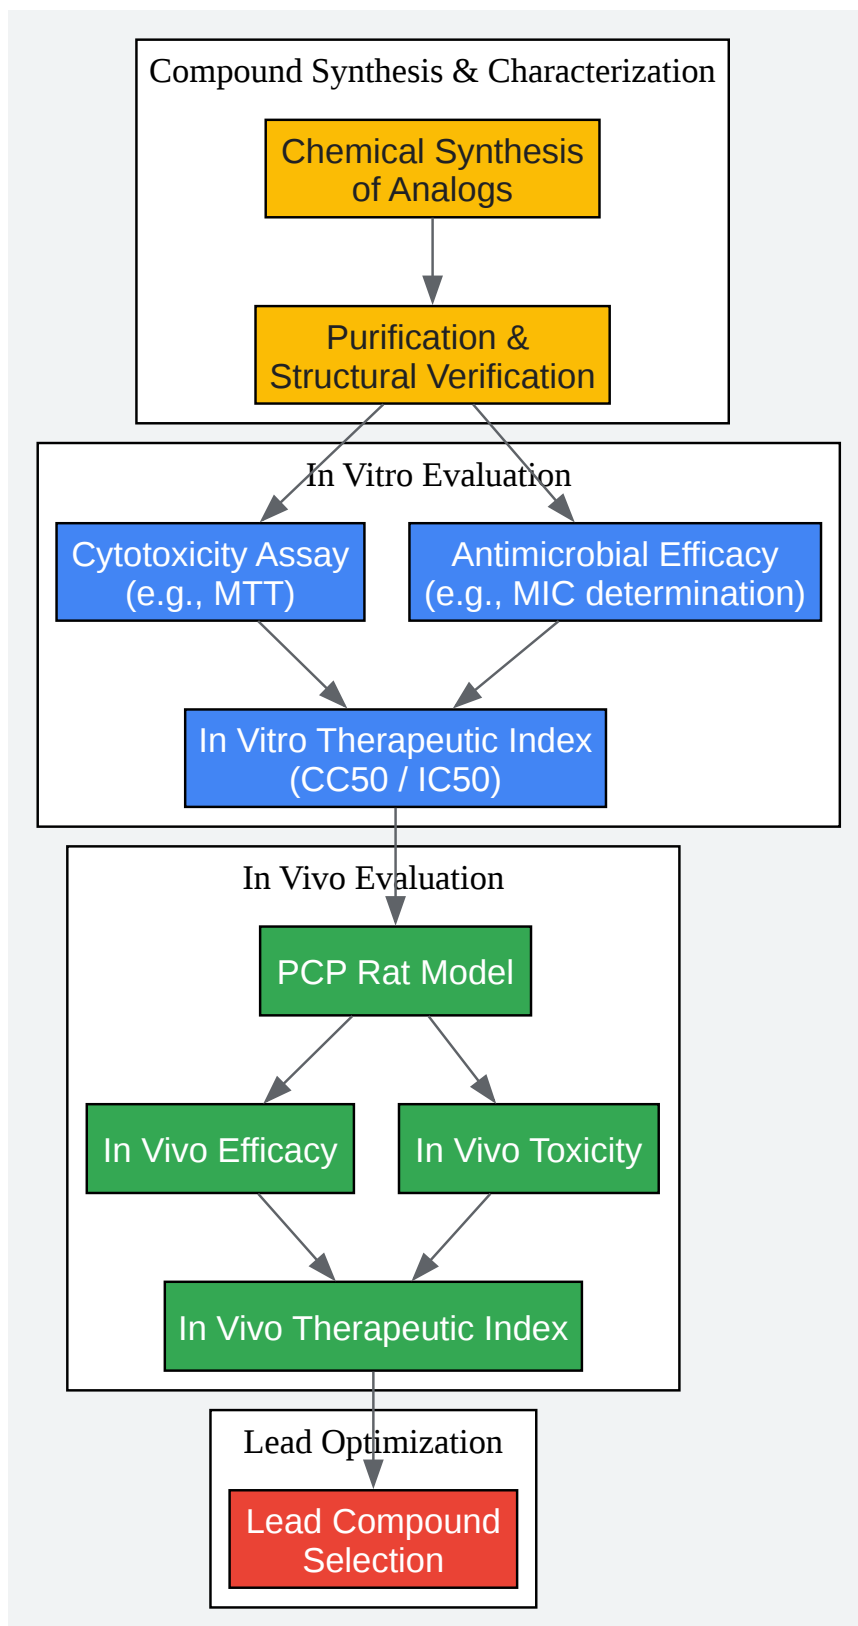 Compound Synthesis & Characterization
Chemical Synthesis
of Analogs
Purification &
Structural Verification
In Vitro Evaluation
Cytotoxicity Assay
(e.g., MTT)
Antimicrobial Efficacy
(e.g., MIC determination)
In Vitro Therapeutic Index
(CC50 / IC50)
In Vivo Evaluation
PCP Rat Model
In Vivo Efficacy
In Vivo Toxicity
In Vivo Therapeutic Index
Lead Optimization
Lead Compound
Selection